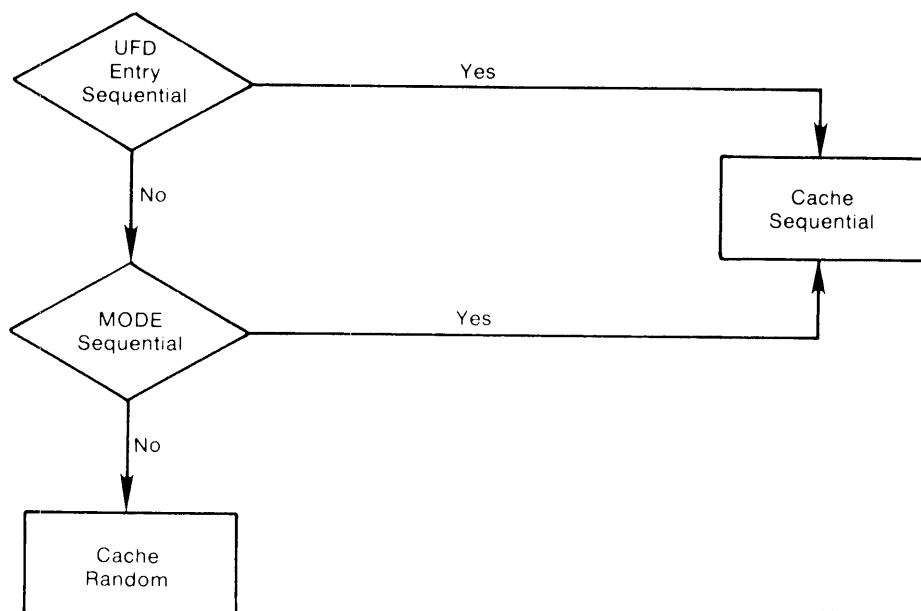 UFD
Entry
Sequential
Yes
No
Cache
Sequential
MODE
Sequential
Yes
No
Cache
Random